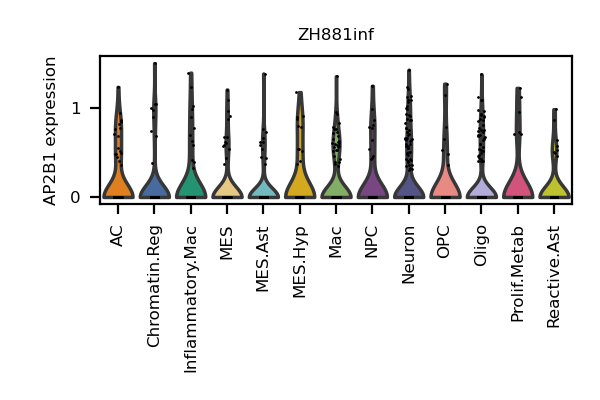 ZH881inf
AP2B1 expression
1
0
AC
Chromatin.Reg
Inflammatory.Mac
MES
MES.Ast
MES.Hyp
Mac
NPC
Neuron
OPC
Oligo
Prolif.Metab
Reactive.Ast